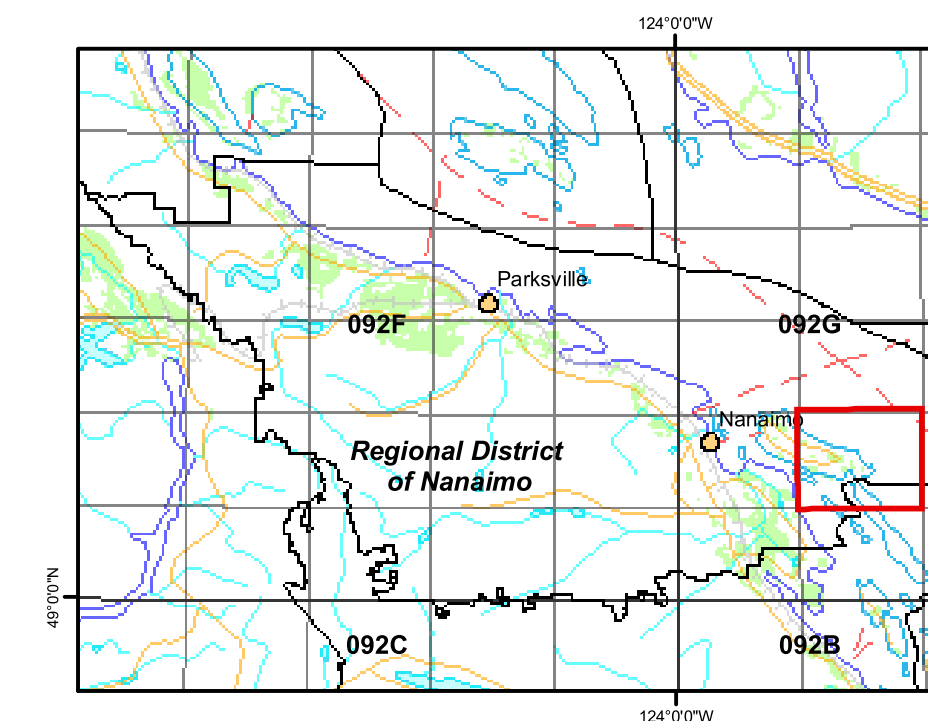 124°0'0"W
Parksville
092F
092G
Nanaimo
Regional District
of Nanaimo
49°0'0"N
092C
092B
124°0'0"W